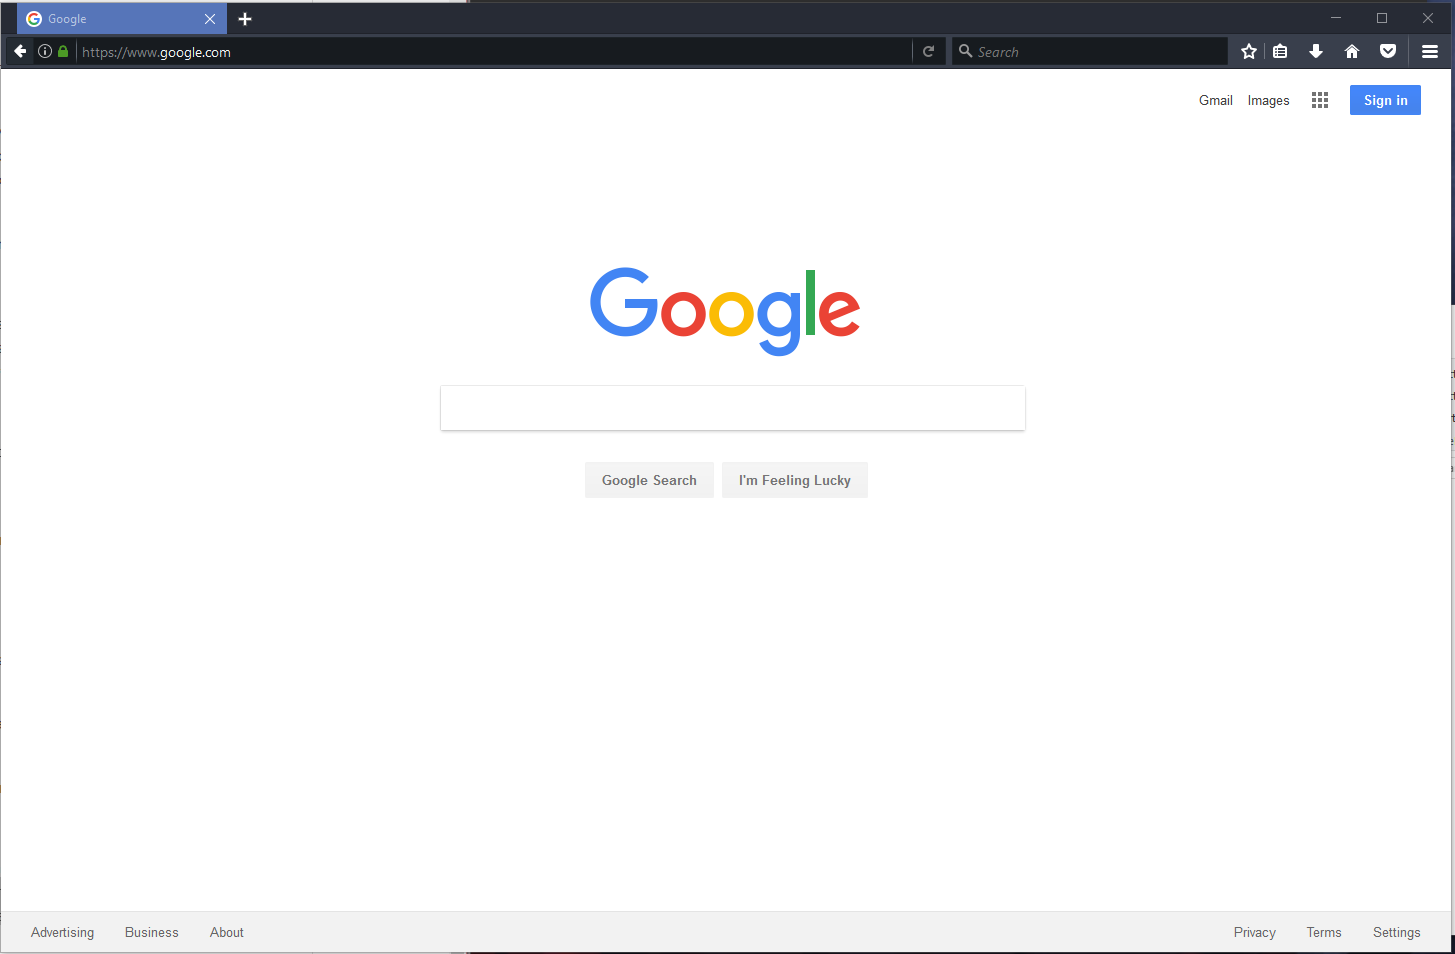 Google
https://www.google.com
Search
Gmail Images Sign in
Google
Google Search I'm Feeling Lucky
Advertising Business About Privacy Terms Settings